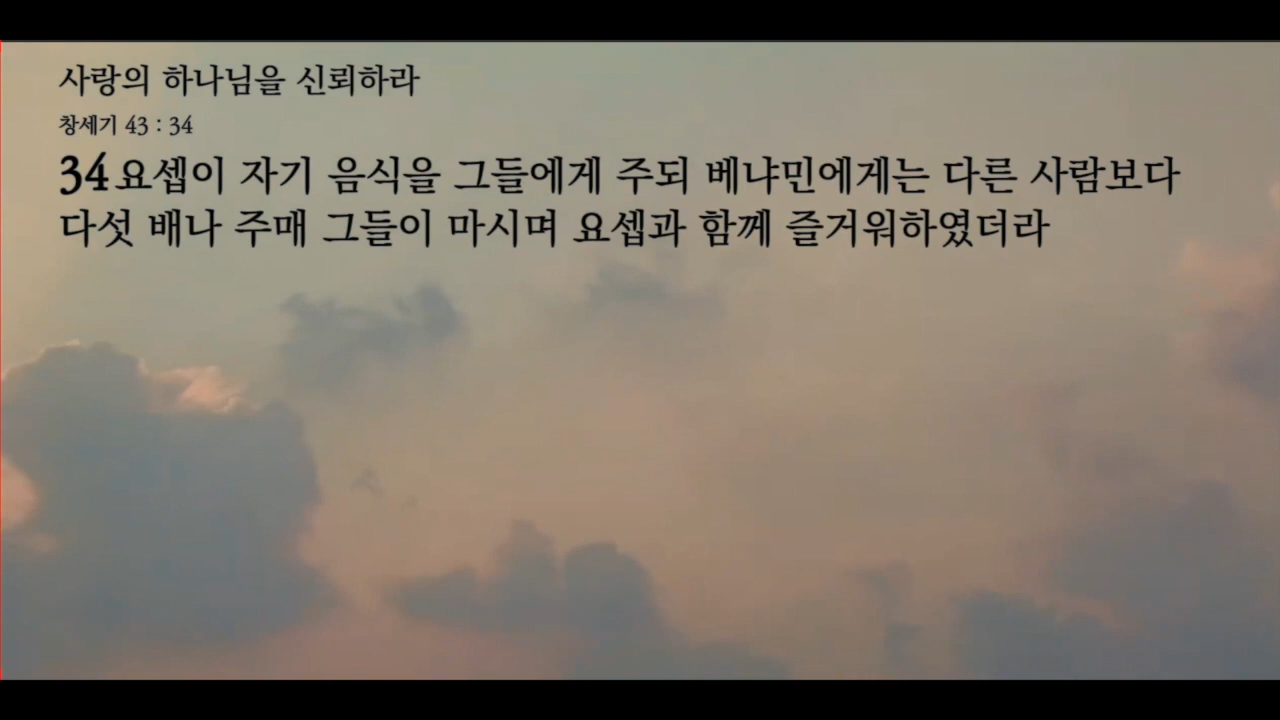 사랑의 하나님을 신뢰하라
창세기 43 : 34
34요셉이 자기 음식을 그들에게 주되 베냐민에게는 다른 사람보다
다섯 배나 주매 그들이 마시며 요셉과 함께 즐거워하였더라